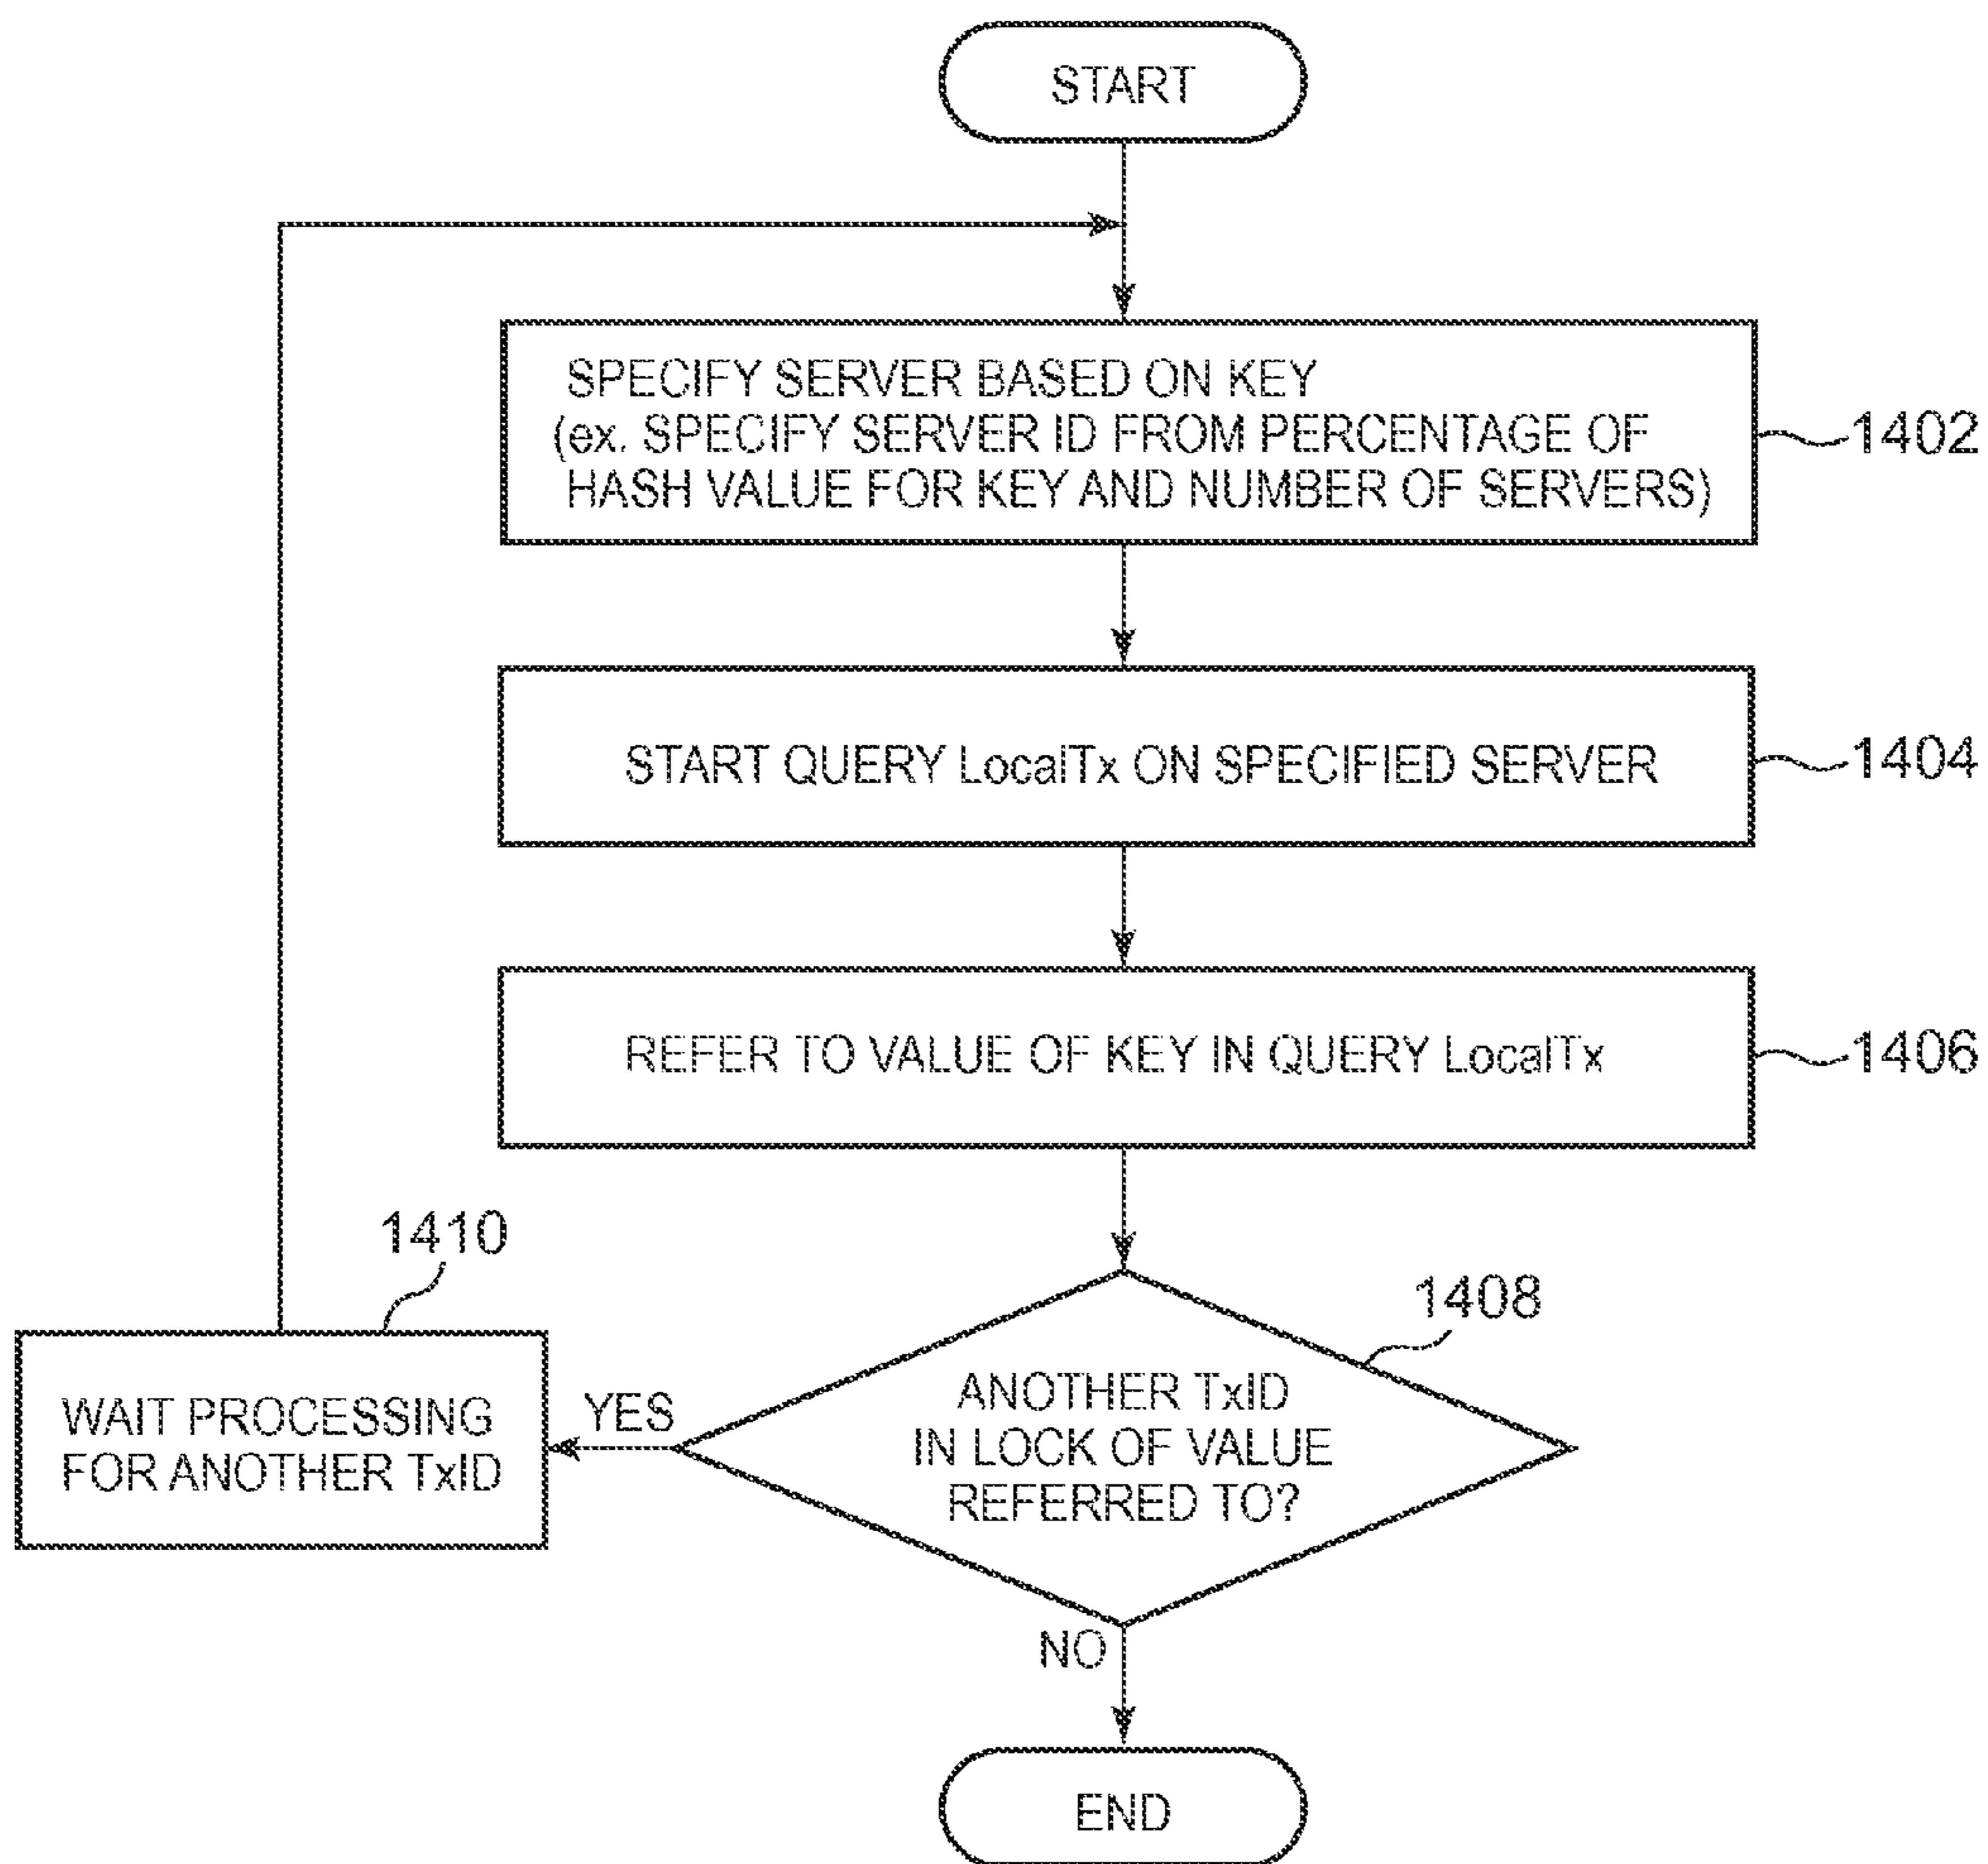 START
SPECIFY SERVER BASED ON KEY
(ex. SPECIFY SERVER ID FROM PERCENTAGE OF
HASH VALUE FOR KEY AND NUMBER OF SERVERS)
1402
START QUERY LocalTx ON SPECIFIED SERVER
1404
REFER TO VALUE OF KEY IN QUERY LocalTx
1406
1410
1408
WAIT PROCESSING
FOR ANOTHER TxID
YES
ANOTHER TxID
IN LOCK OF VALUE
REFERRED TO?
NO
END